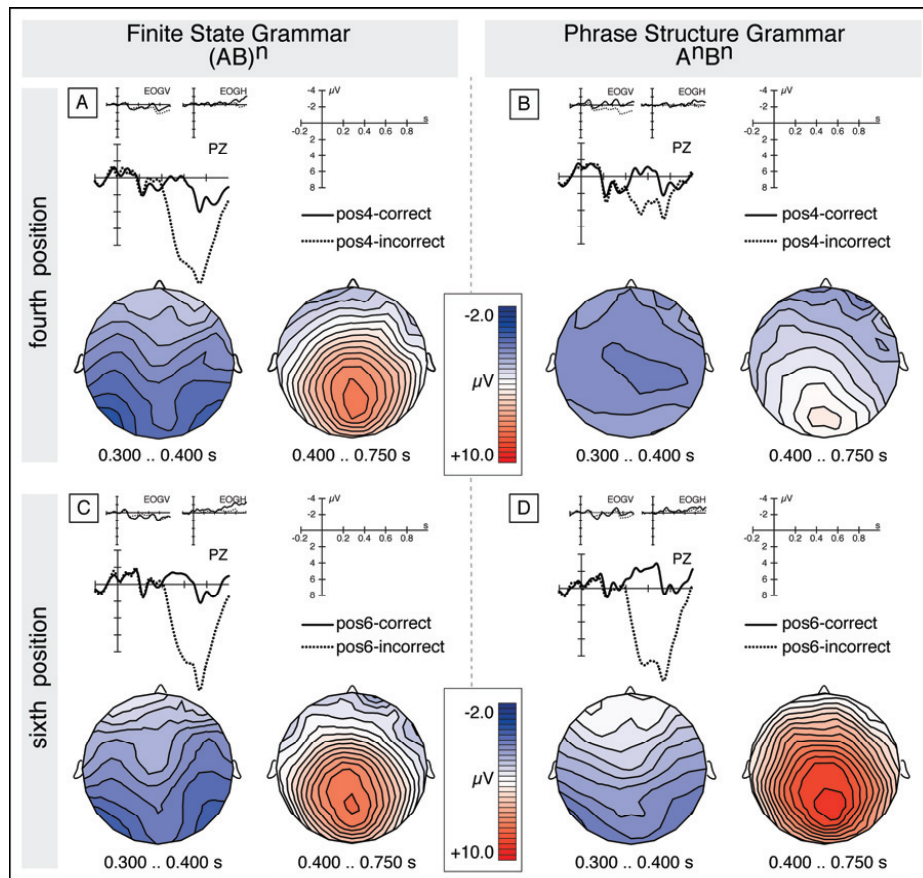 Finite State Grammar
(AB)ⁿ
Phrase Structure Grammar
AⁿBⁿ
fourth position
A
EOGV
EOGH
PZ
-4
µV
-2
s
-0.2
0.2
0.4
0.6
0.8
2
4
6
8
pos4-correct
pos4-incorrect
0.300 .. 0.400 s
0.400 .. 0.750 s
-2.0
µV
+10.0
B
EOGV
EOGH
PZ
-4
µV
-2
s
-0.2
0.2
0.4
0.6
0.8
2
4
6
8
pos4-correct
pos4-incorrect
0.300 .. 0.400 s
0.400 .. 0.750 s
sixth position
C
EOGV
EOGH
PZ
-4
µV
-2
s
-0.2
0.2
0.4
0.6
0.8
2
4
6
8
pos6-correct
pos6-incorrect
0.300 .. 0.400 s
0.400 .. 0.750 s
-2.0
µV
+10.0
D
EOGV
EOGH
PZ
-4
µV
-2
s
-0.2
0.2
0.4
0.6
0.8
2
4
6
8
pos6-correct
pos6-incorrect
0.300 .. 0.400 s
0.400 .. 0.750 s